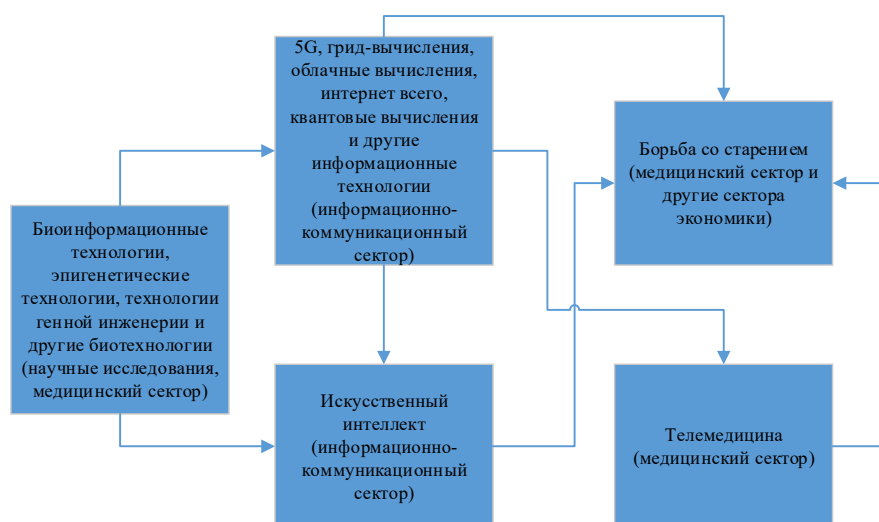 5G, грид-вычисления,
облачные вычисления,
интернет всего,
квантовые вычисления
и другие
информационные
технологии
(информационно-
коммуникационный
сектор)
Борьба со старением
(медицинский сектор и
другие сектора
экономики)
Биоинформационные
технологии,
эпигенетические
технологии, технологии
генной инженерии и
другие биотехнологии
(научные исследования,
медицинский сектор)
Искусственный
интеллект
(информационно-
коммуникационный
сектор)
Телемедицина
(медицинский сектор)